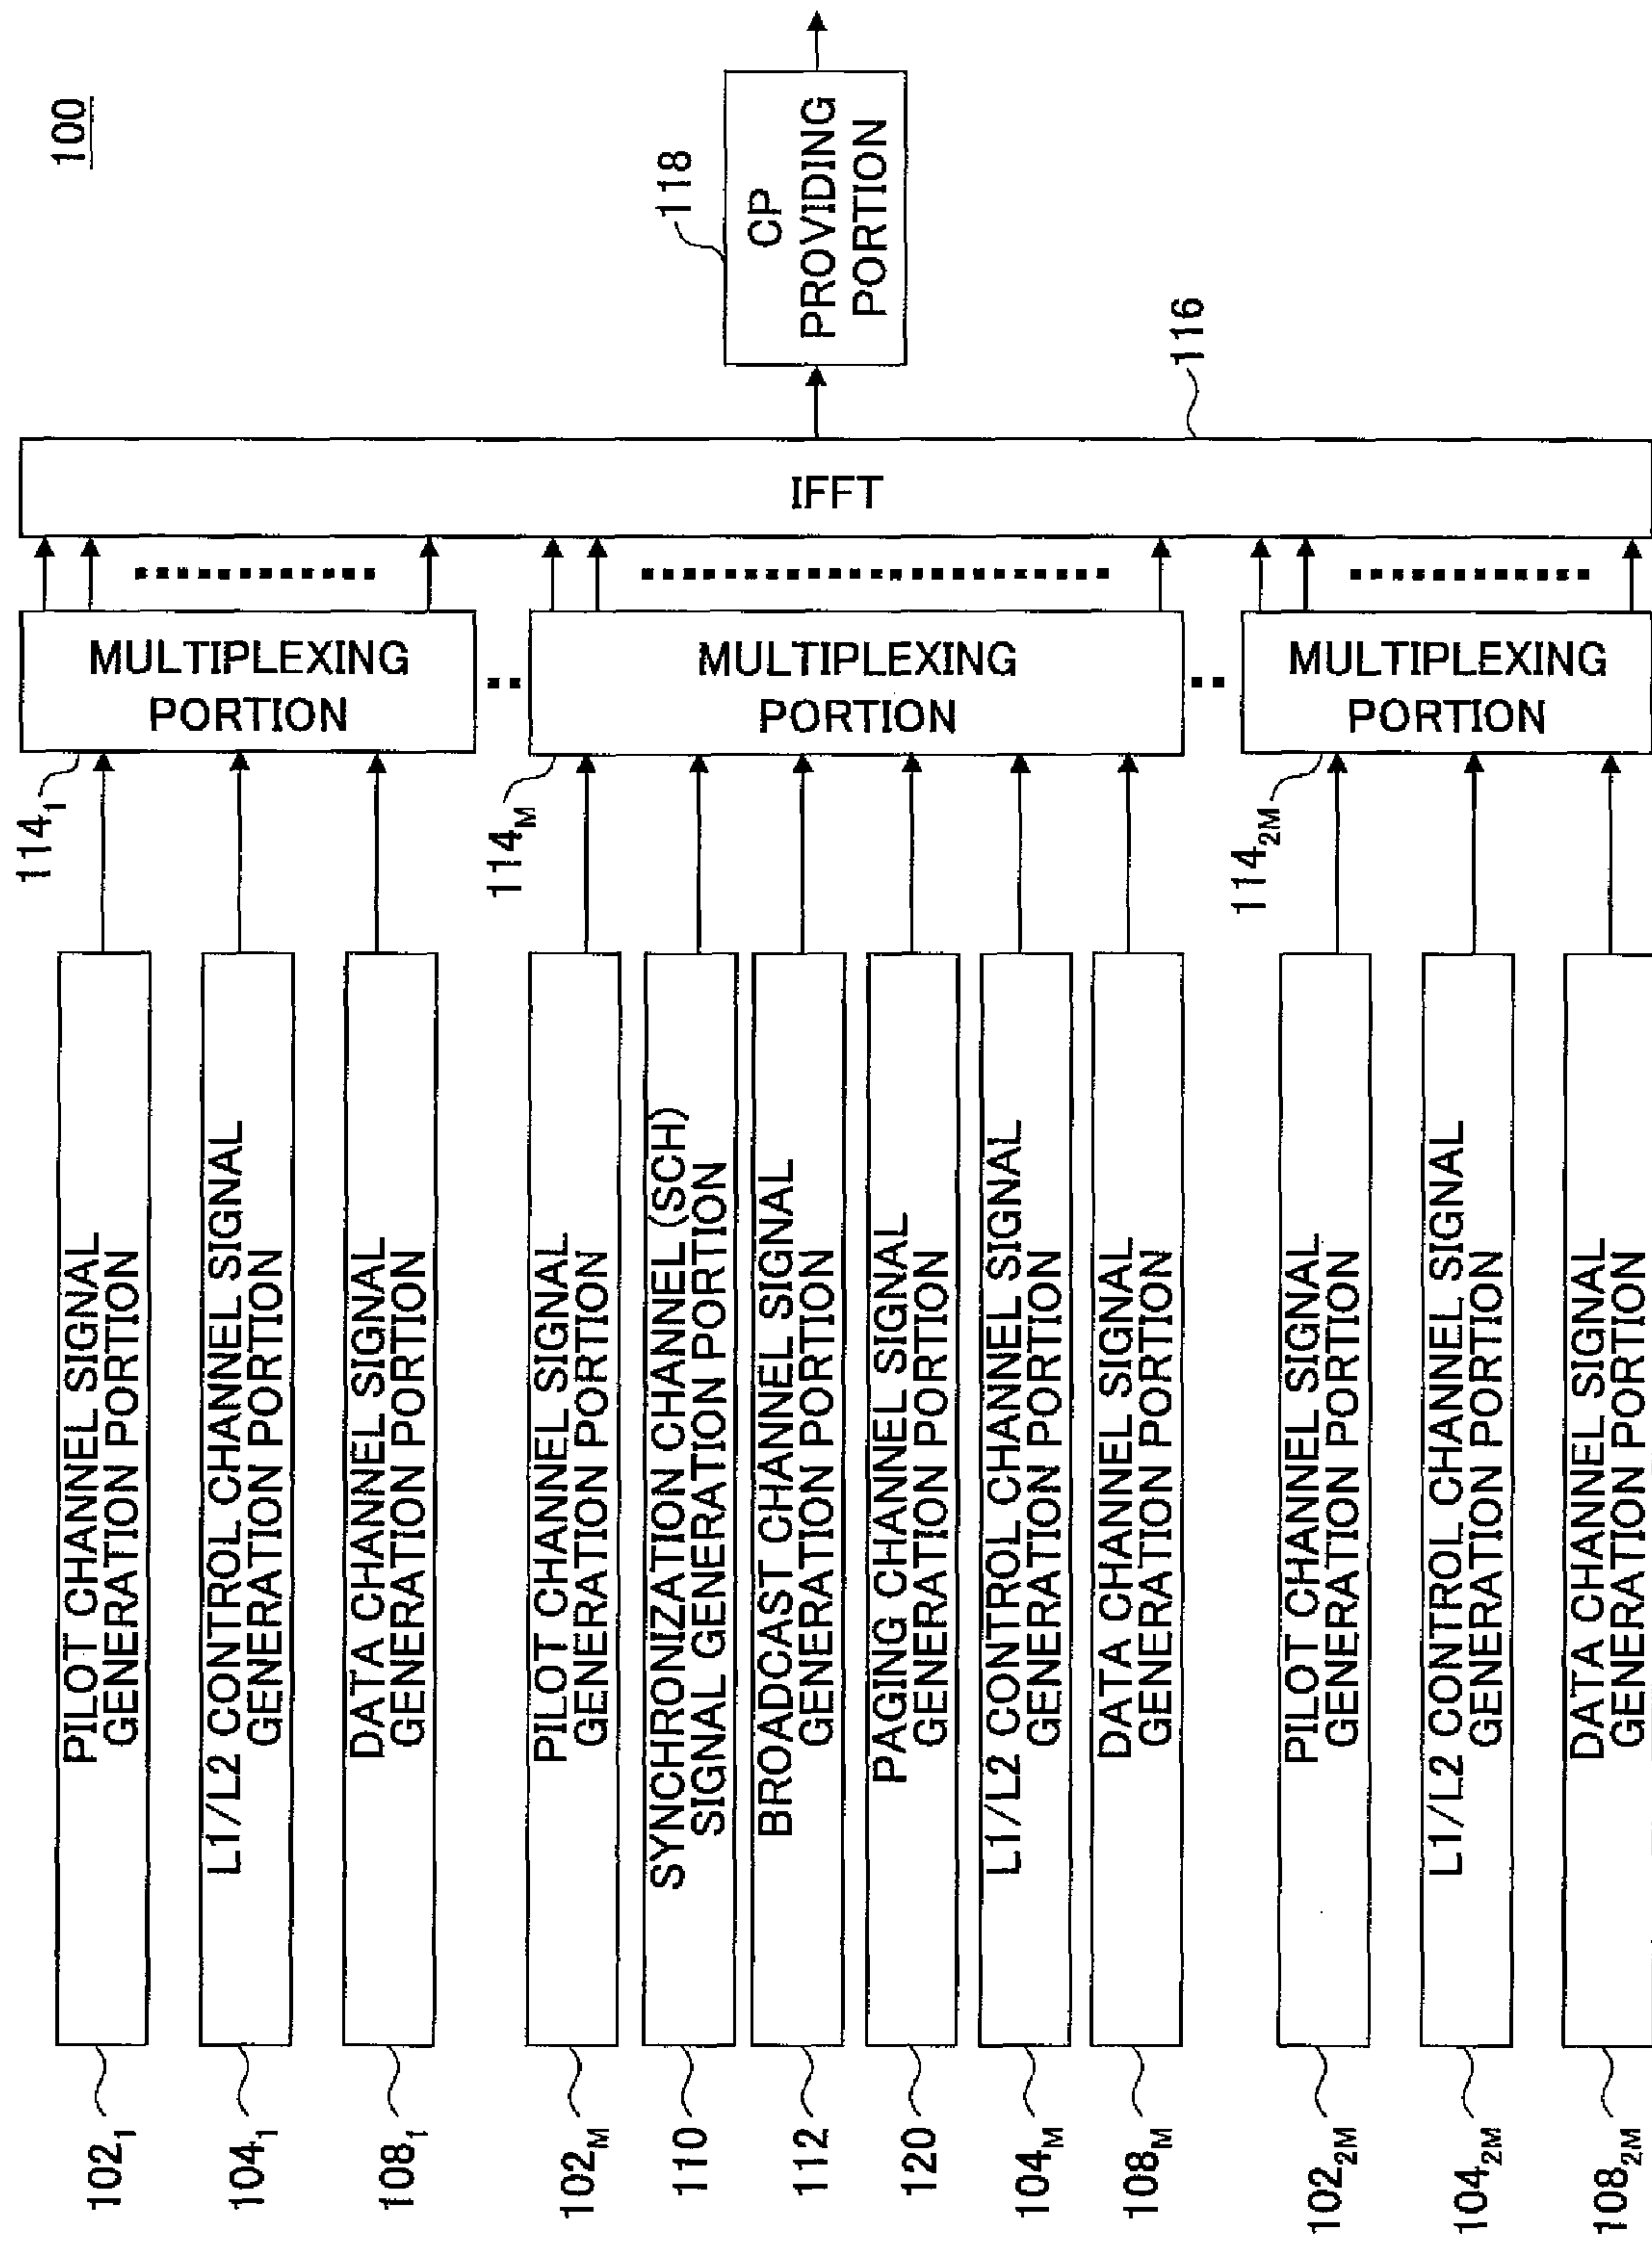 100
102₁
PILOT CHANNEL SIGNAL
GENERATION PORTION
104₁
L1/L2 CONTROL CHANNEL SIGNAL
GENERATION PORTION
108₁
DATA CHANNEL SIGNAL
GENERATION PORTION
114₁
MULTIPLEXING
PORTION
102M
PILOT CHANNEL SIGNAL
GENERATION PORTION
110
SYNCHRONIZATION CHANNEL (SCH)
SIGNAL GENERATION PORTION
112
BROADCAST CHANNEL SIGNAL
GENERATION PORTION
120
PAGING CHANNEL SIGNAL
GENERATION PORTION
104M
L1/L2 CONTROL CHANNEL SIGNAL
GENERATION PORTION
108M
DATA CHANNEL SIGNAL
GENERATION PORTION
114M
MULTIPLEXING
PORTION
102₂M
PILOT CHANNEL SIGNAL
GENERATION PORTION
104₂M
L1/L2 CONTROL CHANNEL SIGNAL
GENERATION PORTION
108₂M
DATA CHANNEL SIGNAL
GENERATION PORTION
114₂M
MULTIPLEXING
PORTION
IFFT
116
118
CP
PROVIDING
PORTION